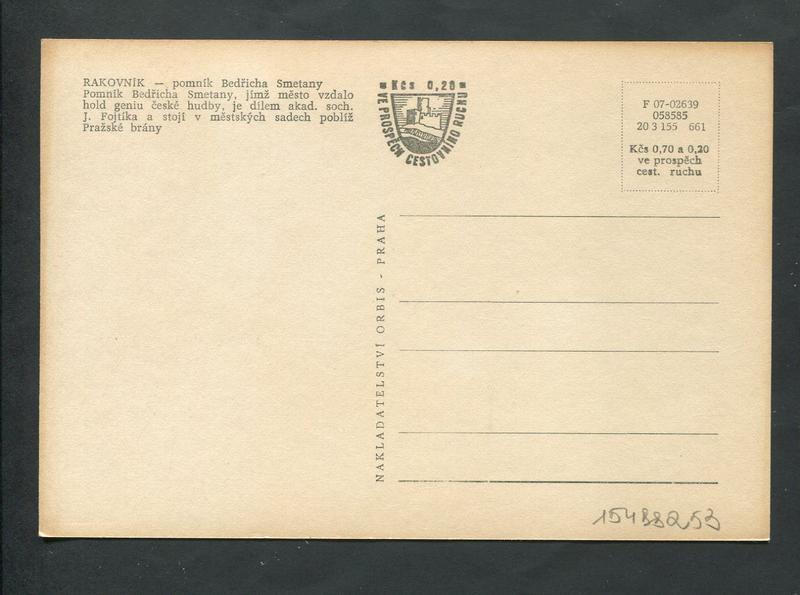 RAKOVNÍK — pomník Bedřicha Smetany
Pomník Bedřicha Smetany, jímž město vzdalo
hold geniu české hudby, je dílem akad. soch.
J. Fojtíka a stojí v městských sadech poblíž
Pražské brány
Kčs 0,20
VE PROSPĚCH CESTOVNÍHO RUCHU
F 07-02639
058585
20 3 155 661
Kčs 0,70 a 0,20
ve prospěch
cest. ruchu
NAKLADATELSTVÍ ORBIS - PRAHA